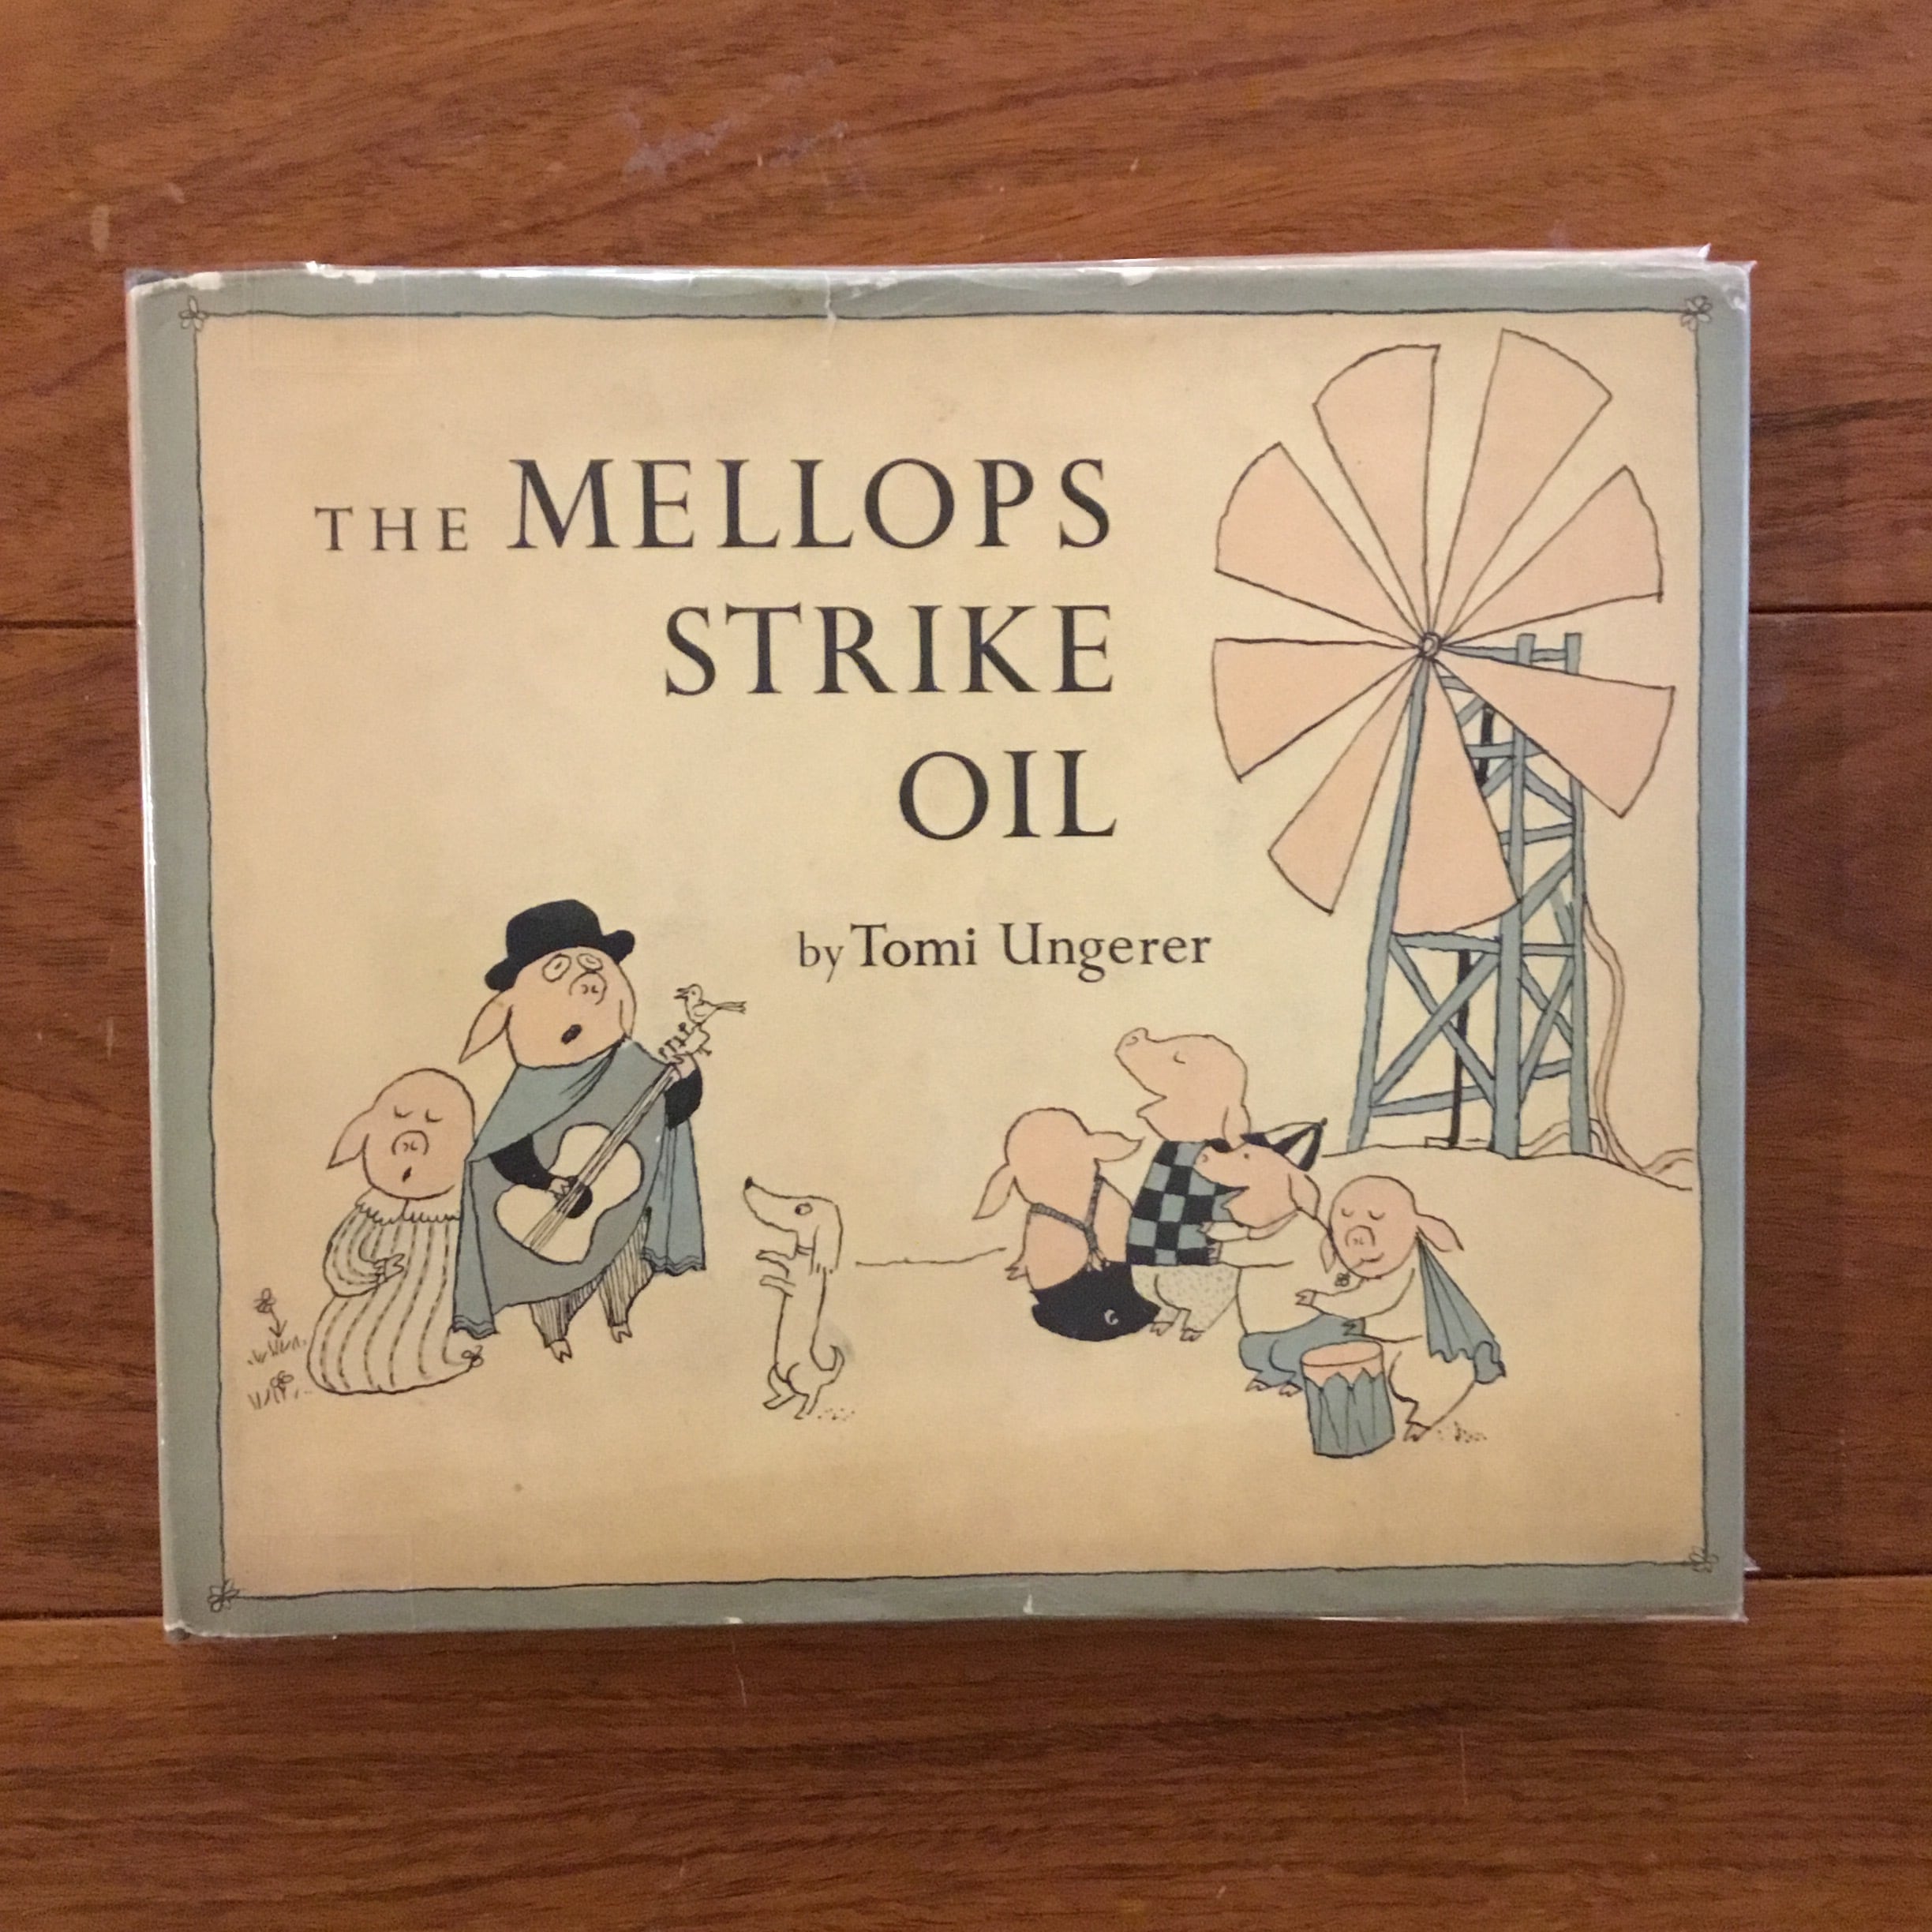 THE MELLOPS
STRIKE
OIL
by Tomi Ungerer